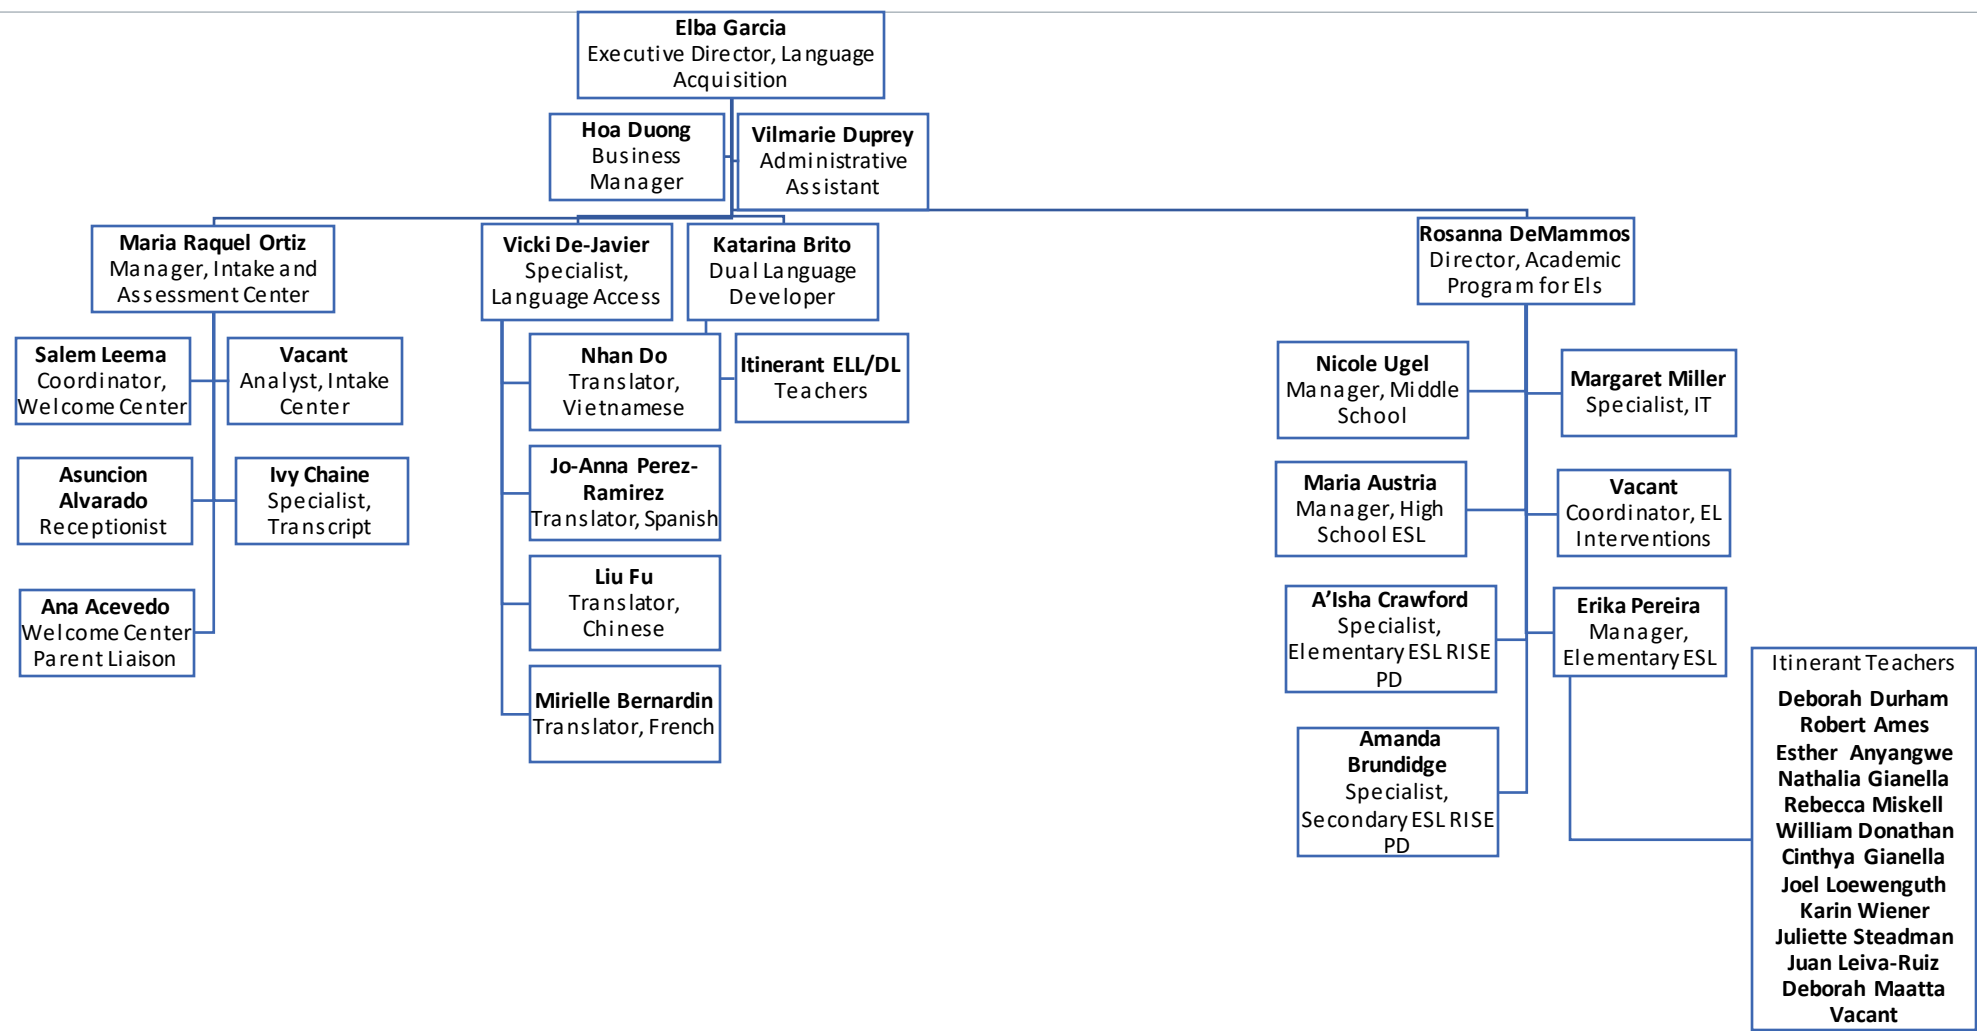 Elba Garcia
Executive Director, Language
Acquisition
Hoa Duong
Business
Manager
Vilmarie Duprey
Administrative
Assistant
Maria Raquel Ortiz
Manager, Intake and
Assessment Center
Vicki De-Javier
Specialist,
Language Access
Katarina Brito
Dual Language
Developer
Rosanna DeMammos
Director, Academic
Program for Els
Salem Leema
Coordinator,
Welcome Center
Vacant
Analyst, Intake
Center
Asuncion
Alvarado
Receptionist
Ivy Chaine
Specialist,
Transcript
Ana Acevedo
Welcome Center
Parent Liaison
Nhan Do
Translator,
Vietnamese
Jo-Anna Perez-
Ramirez
Translator, Spanish
Liu Fu
Translator,
Chinese
Mirielle Bernardin
Translator, French
Itinerant ELL/DL
Teachers
Nicole Ugel
Manager, Middle
School
Margaret Miller
Specialist, IT
Maria Austria
Manager, High
School ESL
Vacant
Coordinator, EL
Interventions
A’Isha Crawford
Specialist,
Elementary ESL RISE
PD
Erika Pereira
Manager,
Elementary ESL
Amanda
Brundidge
Specialist,
Secondary ESL RISE
PD
Itinerant Teachers
Deborah Durham
Robert Ames
Esther Anyangwe
Nathalia Gianella
Rebecca Miskell
William Donathan
Cinthya Gianella
Joel Loewenguth
Karin Wiener
Juliette Steadman
Juan Leiva-Ruiz
Deborah Maatta
Vacant